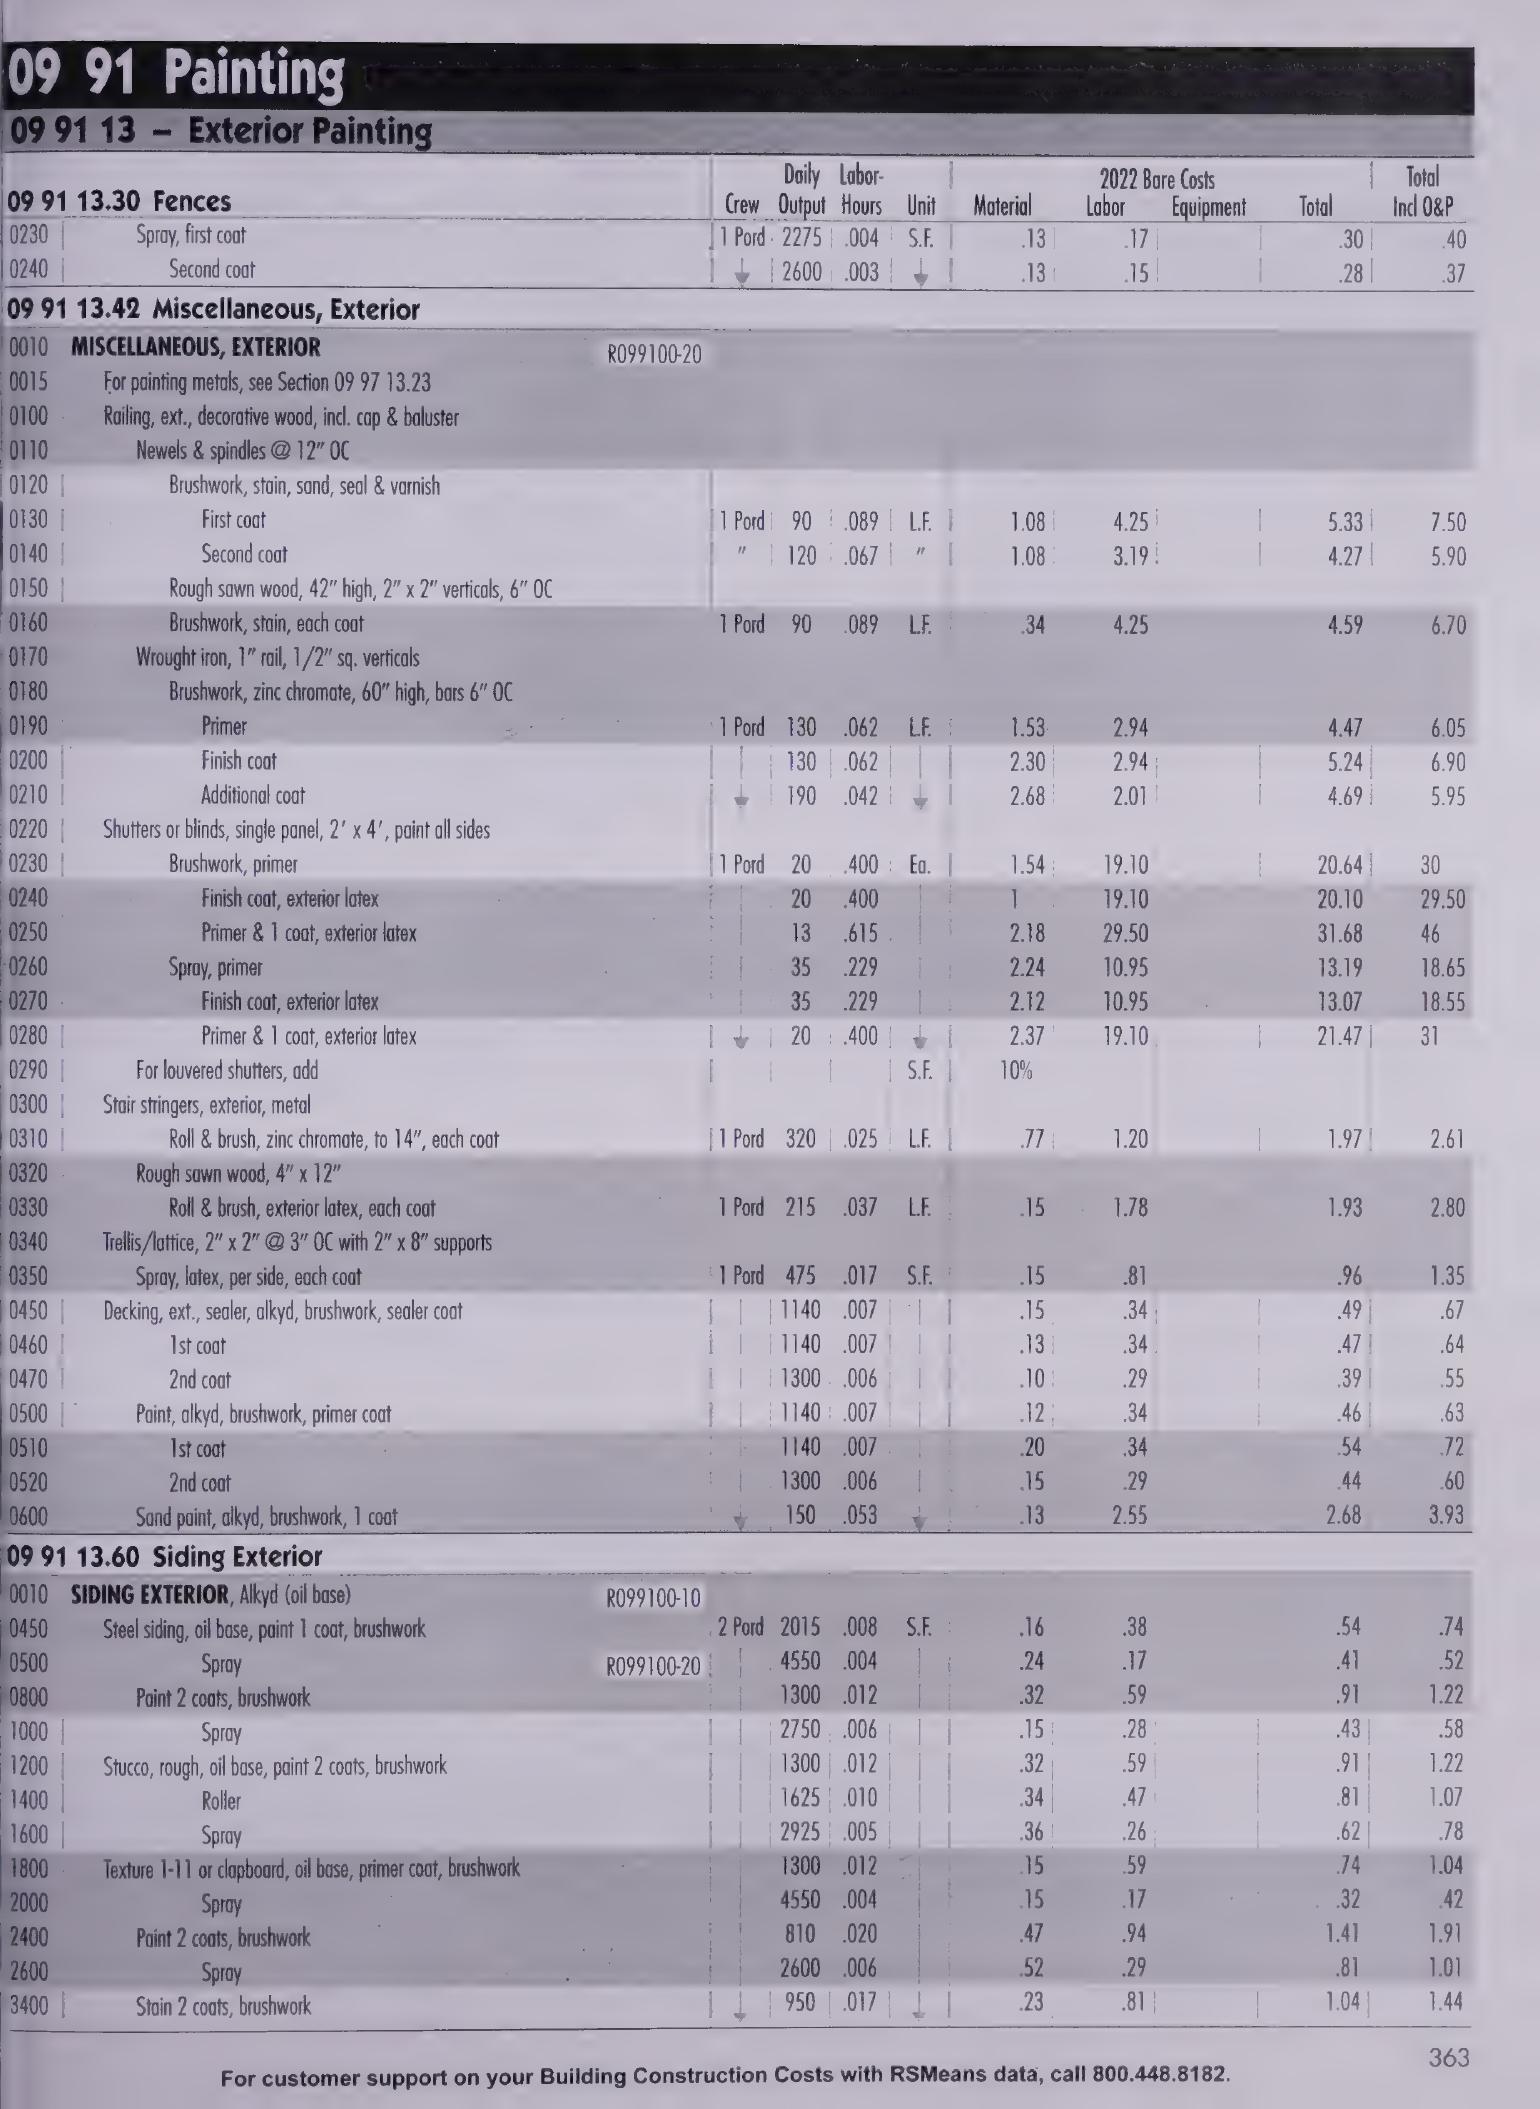 09 91 Painting
09 91 13 – Exterior Painting
09 91 13.30 Fences Crew Daily Output Labor-Hours Unit Material 2022 Bare Costs Labor Equipment Total Total Incl O&P
0230 Spray, first coat 1 Pord 2275 .004 S.F. .13 .17 .30 .40
0240 Second coat 2600 .003 .13 .15 .28 .37
09 91 13.42 Miscellaneous, Exterior
0010 MISCELLANEOUS, EXTERIOR R099100-20
0015 For painting metals, see Section 09 97 13.23
0100 Railing, ext., decorative wood, incl. cap & baluster
0110 Newels & spindles @ 12" OC
0120 Brushwork, stain, sand, seal & varnish
0130 First coat 1 Pord 90 .089 L.F. 1.08 4.25 5.33 7.50
0140 Second coat " 120 .067 " 1.08 3.19 4.27 5.90
0150 Rough sawn wood, 42" high, 2" x 2" verticals, 6" OC
0160 Brushwork, stain, each coat 1 Pord 90 .089 L.F. .34 4.25 4.59 6.70
0170 Wrought iron, 1" rail, 1/2" sq. verticals
0180 Brushwork, zinc chromate, 60" high, bars 6" OC
0190 Primer 1 Pord 130 .062 L.F. 1.53 2.94 4.47 6.05
0200 Finish coat 130 .062 2.30 2.94 5.24 6.90
0210 Additional coat 190 .042 2.68 2.01 4.69 5.95
0220 Shutters or blinds, single panel, 2' x 4', paint all sides
0230 Brushwork, primer 1 Pord 20 .400 Ea. 1.54 19.10 20.64 30
0240 Finish coat, exterior latex 20 .400 1 19.10 20.10 29.50
0250 Primer & 1 coat, exterior latex 13 .615 2.18 29.50 31.68 46
0260 Spray, primer 35 .229 2.24 10.95 13.19 18.65
0270 Finish coat, exterior latex 35 .229 2.12 10.95 13.07 18.55
0280 Primer & 1 coat, exterior latex 20 .400 2.37 19.10 21.47 31
0290 For louvered shutters, add S.F. 10%
0300 Stair stringers, exterior, metal
0310 Roll & brush, zinc chromate, to 14", each coat 1 Pord 320 .025 L.F. .77 1.20 1.97 2.61
0320 Rough sawn wood, 4" x 12"
0330 Roll & brush, exterior latex, each coat 1 Pord 215 .037 L.F. .15 1.78 1.93 2.80
0340 Trellis/lattice, 2" x 2" @ 3" OC with 2" x 8" supports
0350 Spray, latex, per side, each coat 1 Pord 475 .017 S.F. .15 .81 .96 1.35
0450 Decking, ext., sealer, alkyd, brushwork, sealer coat 1140 .007 .15 .34 .49 .67
0460 1st coat 1140 .007 .13 .34 .47 .64
0470 2nd coat 1300 .006 .10 .29 .39 .55
0500 Paint, alkyd, brushwork, primer coat 1140 .007 .12 .34 .46 .63
0510 1st coat 1140 .007 .20 .34 .54 .72
0520 2nd coat 1300 .006 .15 .29 .44 .60
0600 Sand paint, alkyd, brushwork, 1 coat 150 .053 .13 2.55 2.68 3.93
09 91 13.60 Siding Exterior
0010 SIDING EXTERIOR, Alkyd (oil base) R099100-10
0450 Steel siding, oil base, paint 1 coat, brushwork 2 Pord 2015 .008 S.F. .16 .38 .54 .74
0500 Spray R099100-20 4550 .004 .24 .17 .41 .52
0800 Paint 2 coats, brushwork 1300 .012 .32 .59 .91 1.22
1000 Spray 2750 .006 .15 .28 .43 .58
1200 Stucco, rough, oil base, paint 2 coats, brushwork 1300 .012 .32 .59 .91 1.22
1400 Roller 1625 .010 .34 .47 .81 1.07
1600 Spray 2925 .005 .36 .26 .62 .78
1800 Texture 1-11 or clapboard, oil base, primer coat, brushwork 1300 .012 .15 .59 .74 1.04
2000 Spray 4550 .004 .15 .17 .32 .42
2400 Paint 2 coats, brushwork 810 .020 .47 .94 1.41 1.91
2600 Spray 2600 .006 .52 .29 .81 1.01
3400 Stain 2 coats, brushwork 950 .017 .23 .81 1.04 1.44
For customer support on your Building Construction Costs with RSMeans data, call 800.448.8182.
363